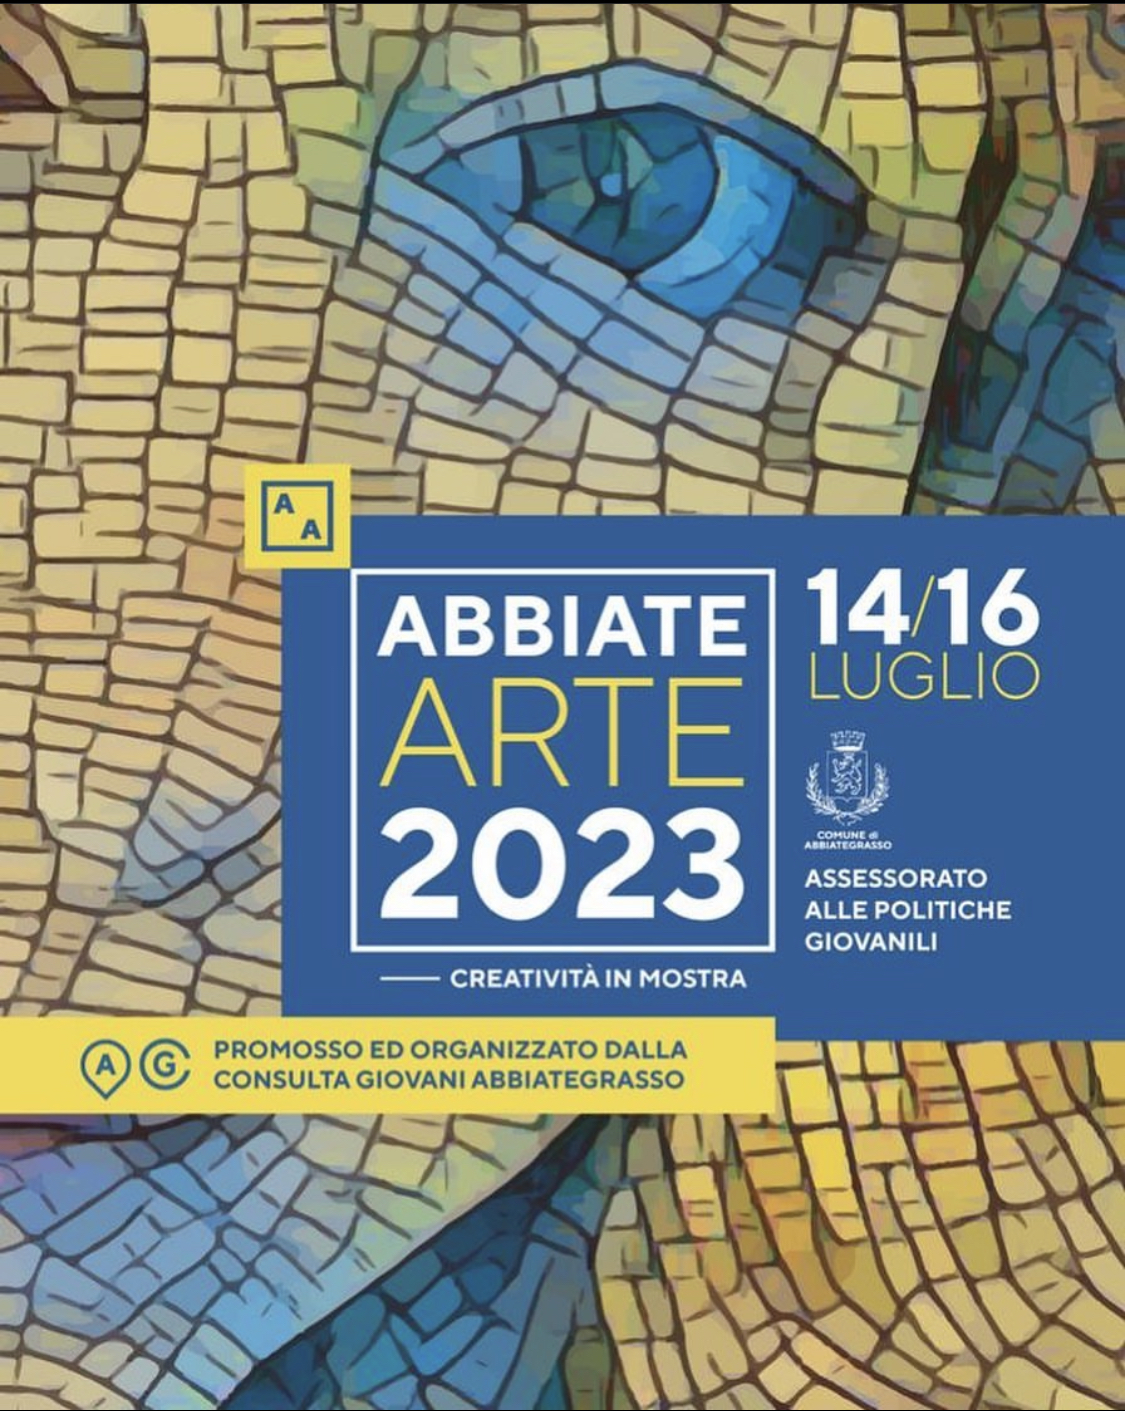 A
A
ABBIATE
ARTE
2023
CREATIVITÀ IN MOSTRA
14/16
LUGLIO
COMUNE di
ABBIATEGRASSO
ASSESSORATO
ALLE POLITICHE
GIOVANILI
A G
PROMOSSO ED ORGANIZZATO DALLA
CONSULTA GIOVANI ABBIATEGRASSO